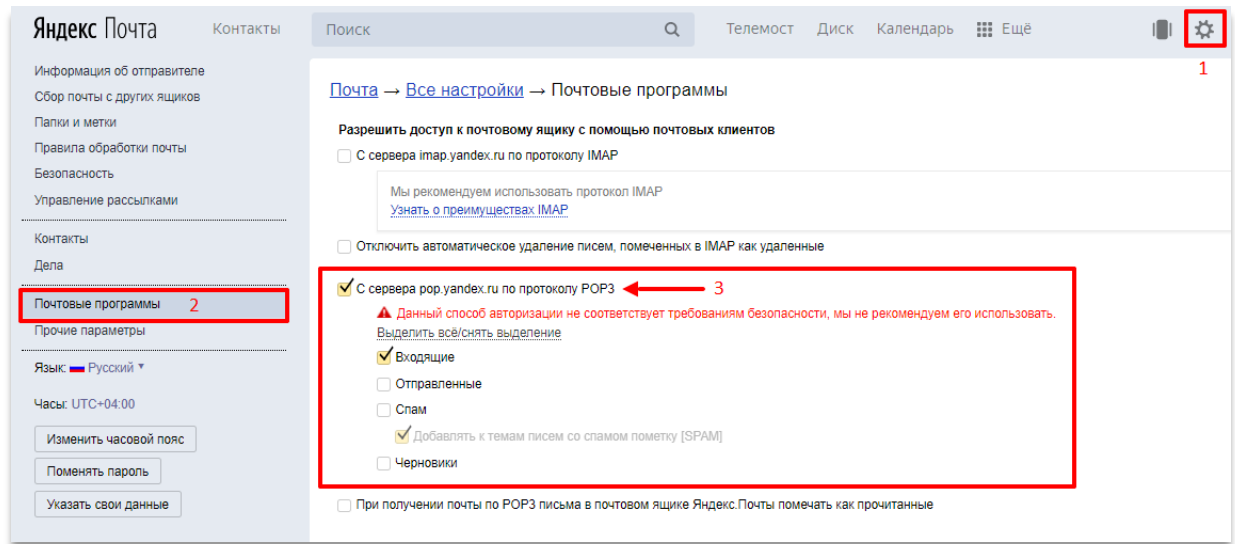 Яндекс Почта Контакты Поиск Телемост Диск Календарь Ещё
1
Информация об отправителе
Сбор почты с других ящиков
Папки и метки
Правила обработки почты
Безопасность
Управление рассылками
Контакты
Дела
Почтовые программы 2
Прочие параметры
Язык: Русский
Часы: UTC+04:00
Изменить часовой пояс
Поменять пароль
Указать свои данные
Почта → Все настройки → Почтовые программы
Разрешить доступ к почтовому ящику с помощью почтовых клиентов
С сервера imap.yandex.ru по протоколу IMAP
Мы рекомендуем использовать протокол IMAP
Узнать о преимуществах IMAP
Отключить автоматическое удаление писем, помеченных в IMAP как удаленные
С сервера pop.yandex.ru по протоколу POP3 3
Данный способ авторизации не соответствует требованиям безопасности, мы не рекомендуем его использовать.
Выделить всё/снять выделение
Входящие
Отправленные
Спам
Добавлять к темам писем со спамом пометку [SPAM]
Черновики
При получении почты по POP3 письма в почтовом ящике Яндекс.Почты помечать как прочитанные